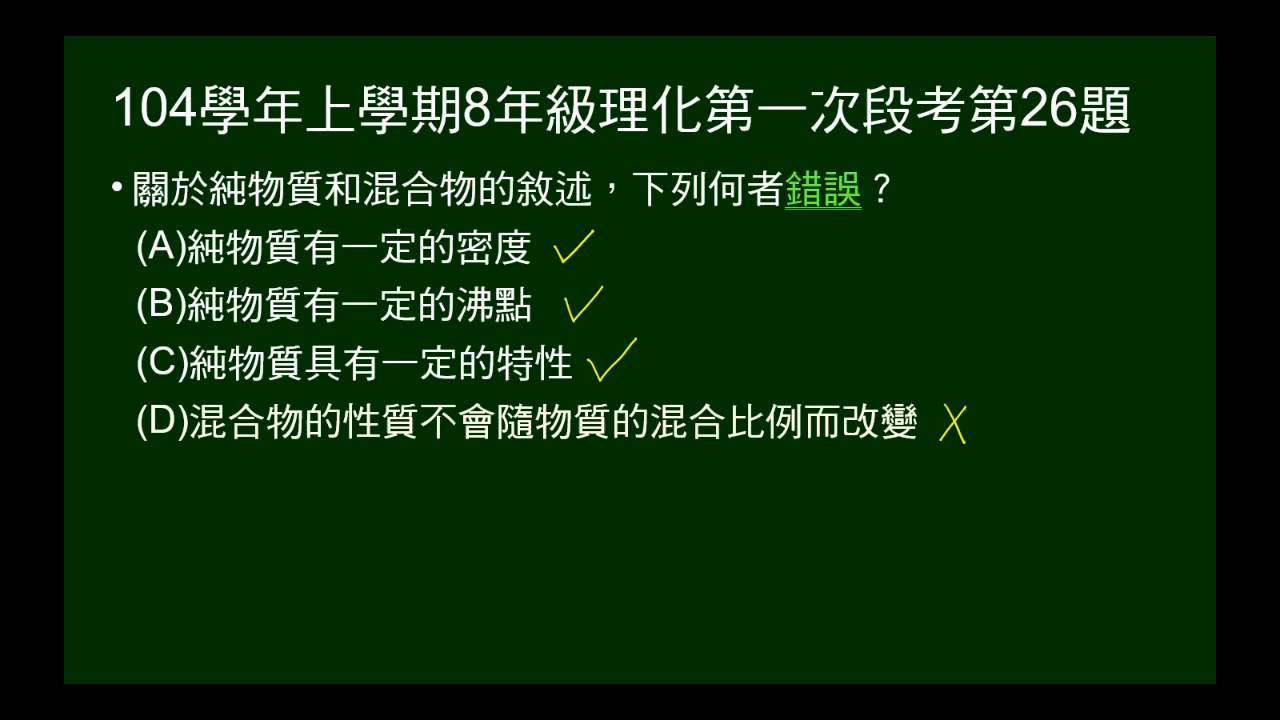 104學年上學期8年級理化第一次段考第26題
•關於純物質和混合物的敘述，下列何者錯誤？
(A)純物質有一定的密度 ✓
(B)純物質有一定的沸點 ✓
(C)純物質具有一定的特性 ✓
(D)混合物的性質不會隨物質的混合比例而改變 X